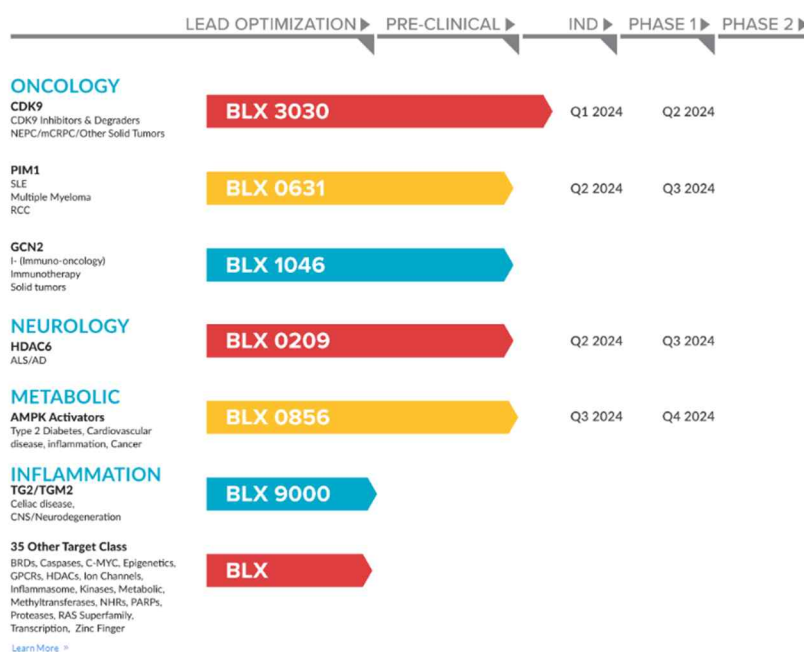 LEAD OPTIMIZATION PRE-CLINICAL IND PHASE 1 PHASE 2
ONCOLOGY
CDK9
CDK9 Inhibitors & Degraders
NEPC/mCRPC/Other Solid Tumors
BLX 3030 Q1 2024 Q2 2024
PIM1
SLE
Multiple Myeloma
RCC
BLX 0631 Q2 2024 Q3 2024
GCN2
I- (Immuno-oncology)
Immunotherapy
Solid tumors
BLX 1046
NEUROLOGY
HDAC6
ALS/AD
BLX 0209 Q2 2024 Q3 2024
METABOLIC
AMPK Activators
Type 2 Diabetes, Cardiovascular
disease, inflammation, Cancer
BLX 0856 Q3 2024 Q4 2024
INFLAMMATION
TG2/TGM2
Celiac disease,
CNS/Neurodegeneration
BLX 9000
35 Other Target Class
BRDs, Caspases, C-MYC, Epigenetics,
GPCRs, HDACs, Ion Channels,
Inflammasome, Kinases, Metabolic,
Methyltransferases, NHRs, PARPs,
Proteases, RAS Superfamily,
Transcription, Zinc Finger
BLX
Learn More »